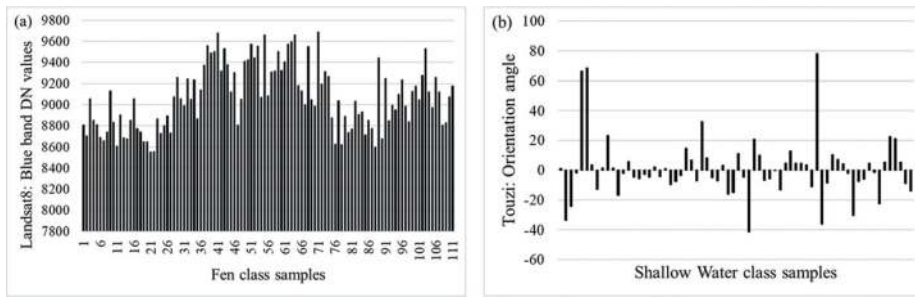 (a)
Landsat8: Blue band DN values
9800
9600
9400
9200
9000
8800
8600
8400
8200
8000
7800
1 6 11 16 21 26 31 36 41 46 51 56 61 66 71 76 81 86 91 96 101 106 111
Fen class samples
(b)
Touzi: Orientation angle
100
80
60
40
20
0
-20
-40
-60
Shallow Water class samples